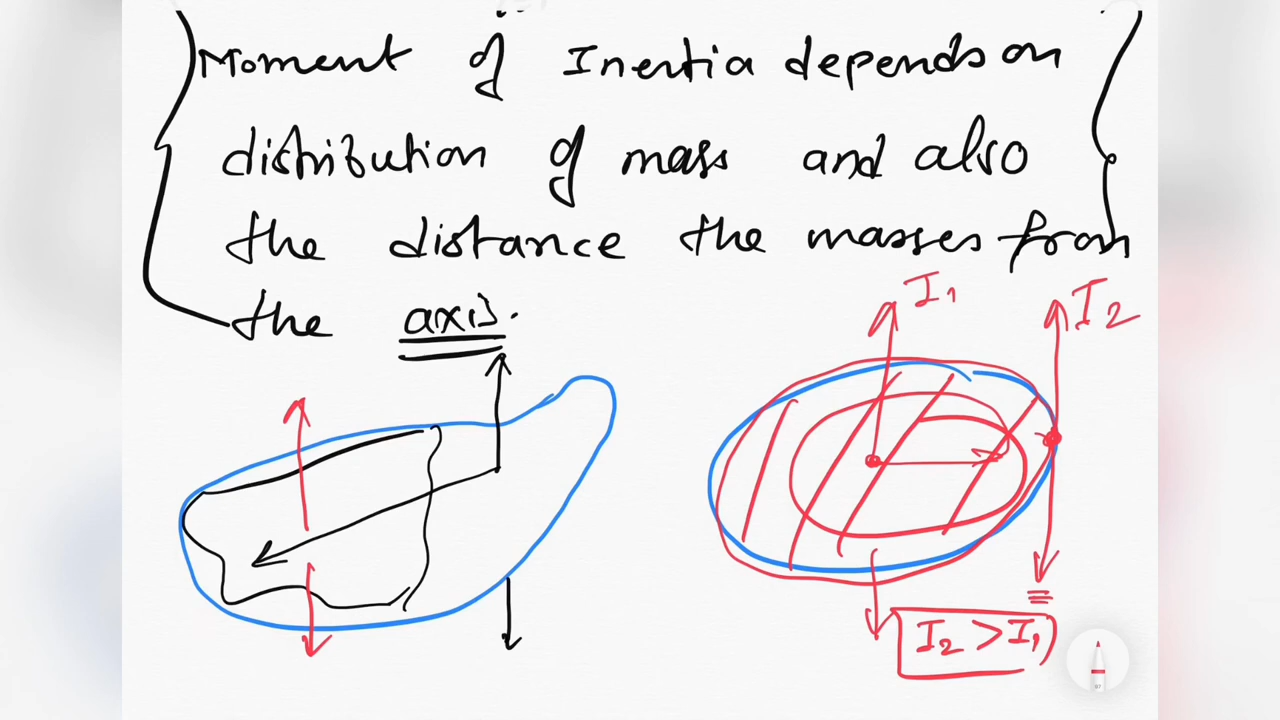 Moment of Inertia depends on
distribution of mass and also
the distance the masses from
the axis.
I1
I2
I2 > I1